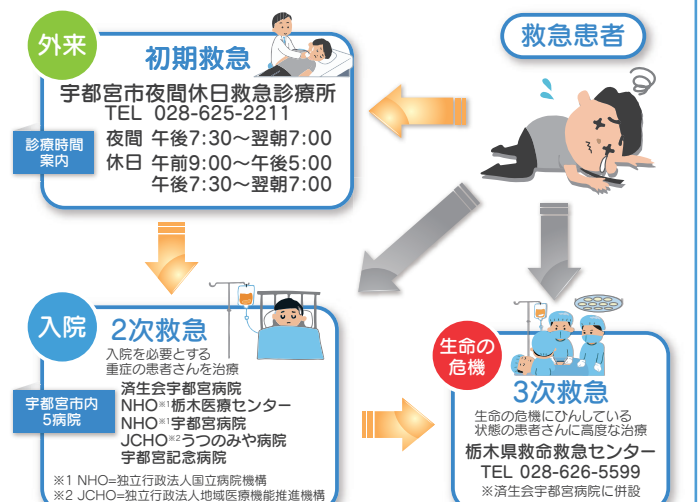 外来
初期救急
宇都宮市夜間休日救急診療所
TEL 028-625-2211
診療時間
案内
夜間 午後7:30～翌朝7:00
休日 午前9:00～午後5:00
午後7:30～翌朝7:00
救急患者
入院
2次救急
入院を必要とする
重症の患者さんを治療
宇都宮市内
5病院
済生会宇都宮病院
NHO※1栃木医療センター
NHO※1宇都宮病院
JCHO※2うつのみや病院
宇都宮記念病院
※1 NHO=独立行政法人国立病院機構
※2 JCHO=独立行政法人地域医療機能推進機構
生命の
危機
3次救急
生命の危機にひんしている
状態の患者さんに高度な治療
栃木県救命救急センター
TEL 028-626-5599
※済生会宇都宮病院に併設